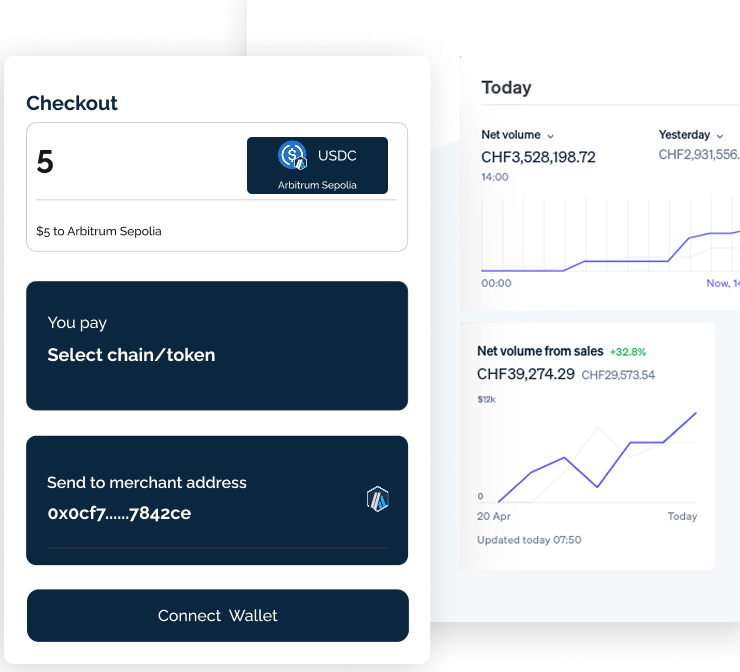 Checkout
5
USDC
Arbitrum Sepolia
$5 to Arbitrum Sepolia
You pay
Select chain/token
Send to merchant address
0x0cf7......7842ce
Connect Wallet
Today
Net volume
Yesterday
CHF3,528,198.72
CHF2,931,556.
14:00
00:00
Now, 14
Net volume from sales +32.8%
CHF39,274.29 CHF29,573.54
$12k
0
20 Apr
Today
Updated today 07:50